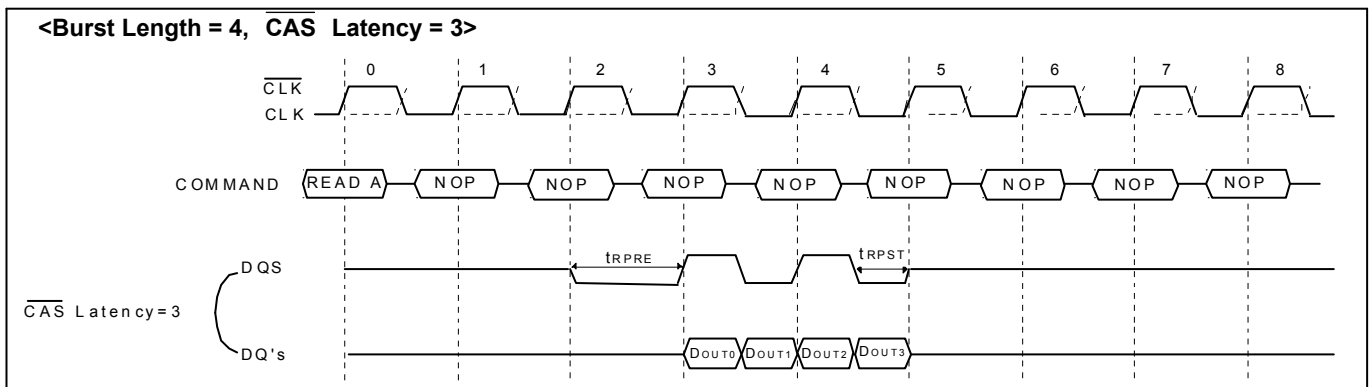 <Burst Length = 4, CAS Latency = 3>
0 1 2 3 4 5 6 7 8
CLK
CLK
COMMAND READ A NOP NOP NOP NOP NOP NOP NOP NOP
DQS tRPRE tRPST
CAS Latency=3
DQ's DOUT0 DOUT1 DOUT2 DOUT3